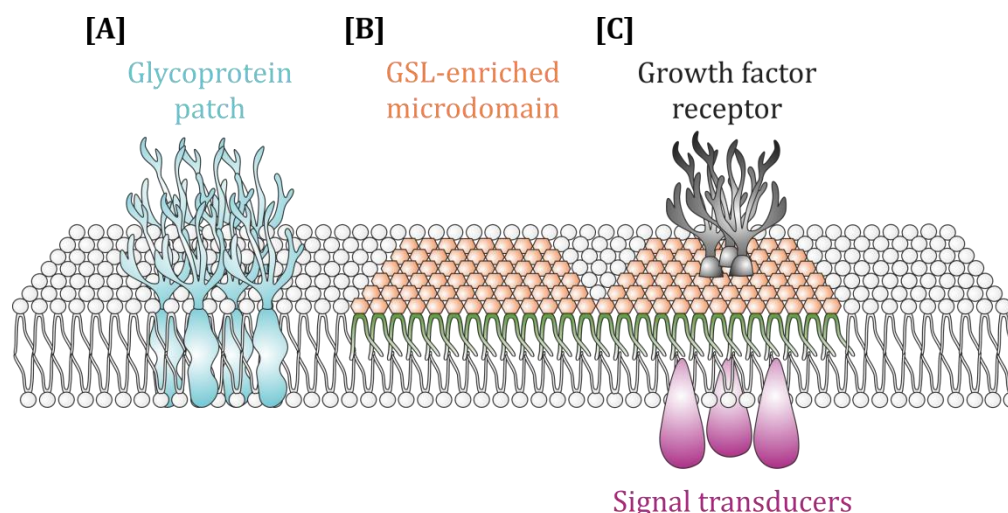 [A]
Glycoprotein
patch
[B]
GSL-enriched
microdomain
[C]
Growth factor
receptor
Signal transducers